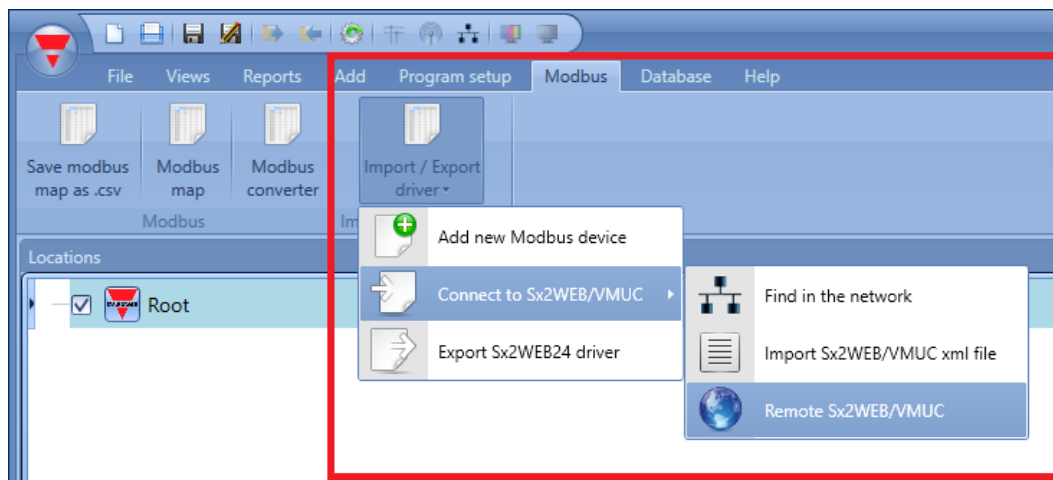 File Views Reports Add Program setup Modbus Database Help
Save modbus
map as .csv
Modbus
map
Modbus
converter
Import / Export
driver
Modbus
Im
Add new Modbus device
Connect to Sx2WEB/VMUC
Export Sx2WEB24 driver
Find in the network
Import Sx2WEB/VMUC xml file
Remote Sx2WEB/VMUC
Locations
Root